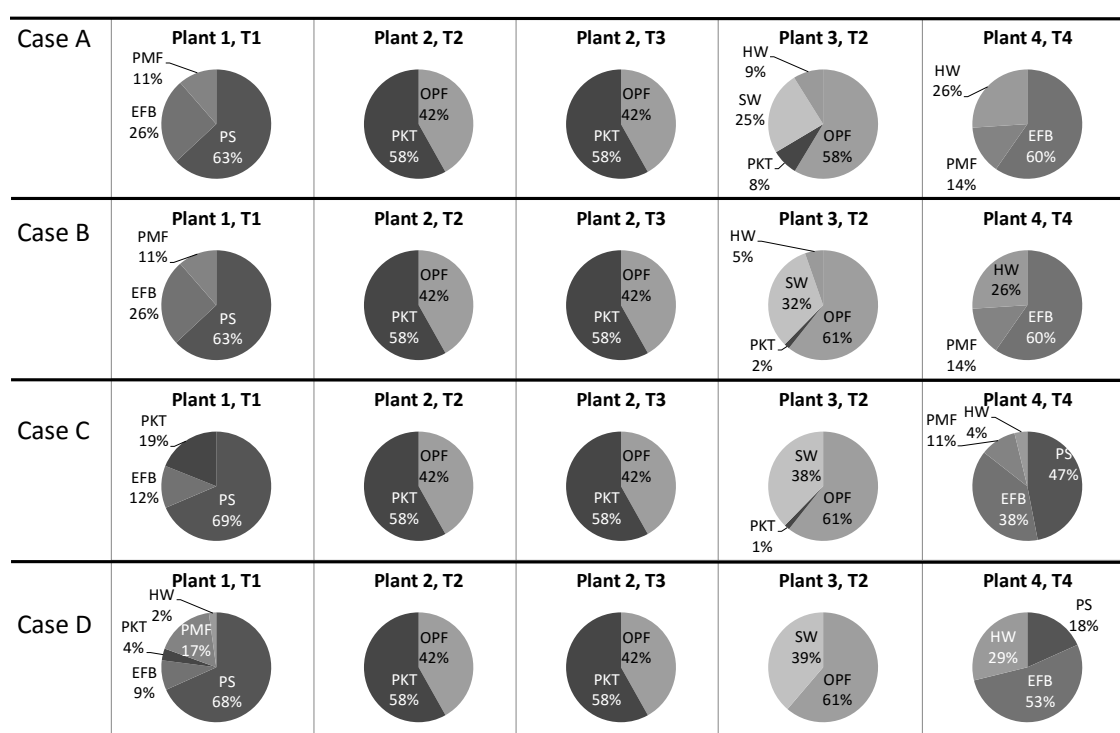 Case A
Plant 1, T1
PMF
11%
EFB
26%
PS
63%
Plant 2, T2
OPF
42%
PKT
58%
Plant 2, T3
OPF
42%
PKT
58%
Plant 3, T2
HW
9%
SW
25%
PKT
8%
OPF
58%
Plant 4, T4
HW
26%
PMF
14%
EFB
60%
Case B
Plant 1, T1
PMF
11%
EFB
26%
PS
63%
Plant 2, T2
OPF
42%
PKT
58%
Plant 2, T3
OPF
42%
PKT
58%
Plant 3, T2
HW
5%
SW
32%
PKT
2%
OPF
61%
Plant 4, T4
HW
26%
PMF
14%
EFB
60%
Case C
Plant 1, T1
PKT
19%
EFB
12%
PS
69%
Plant 2, T2
OPF
42%
PKT
58%
Plant 2, T3
OPF
42%
PKT
58%
Plant 3, T2
SW
38%
PKT
1%
OPF
61%
Plant 4, T4
PMF
11%
HW
4%
PS
47%
EFB
38%
Case D
Plant 1, T1
HW
2%
PKT
4%
PMF
17%
EFB
9%
PS
68%
Plant 2, T2
OPF
42%
PKT
58%
Plant 2, T3
OPF
42%
PKT
58%
Plant 3, T2
SW
39%
OPF
61%
Plant 4, T4
PS
18%
HW
29%
EFB
53%